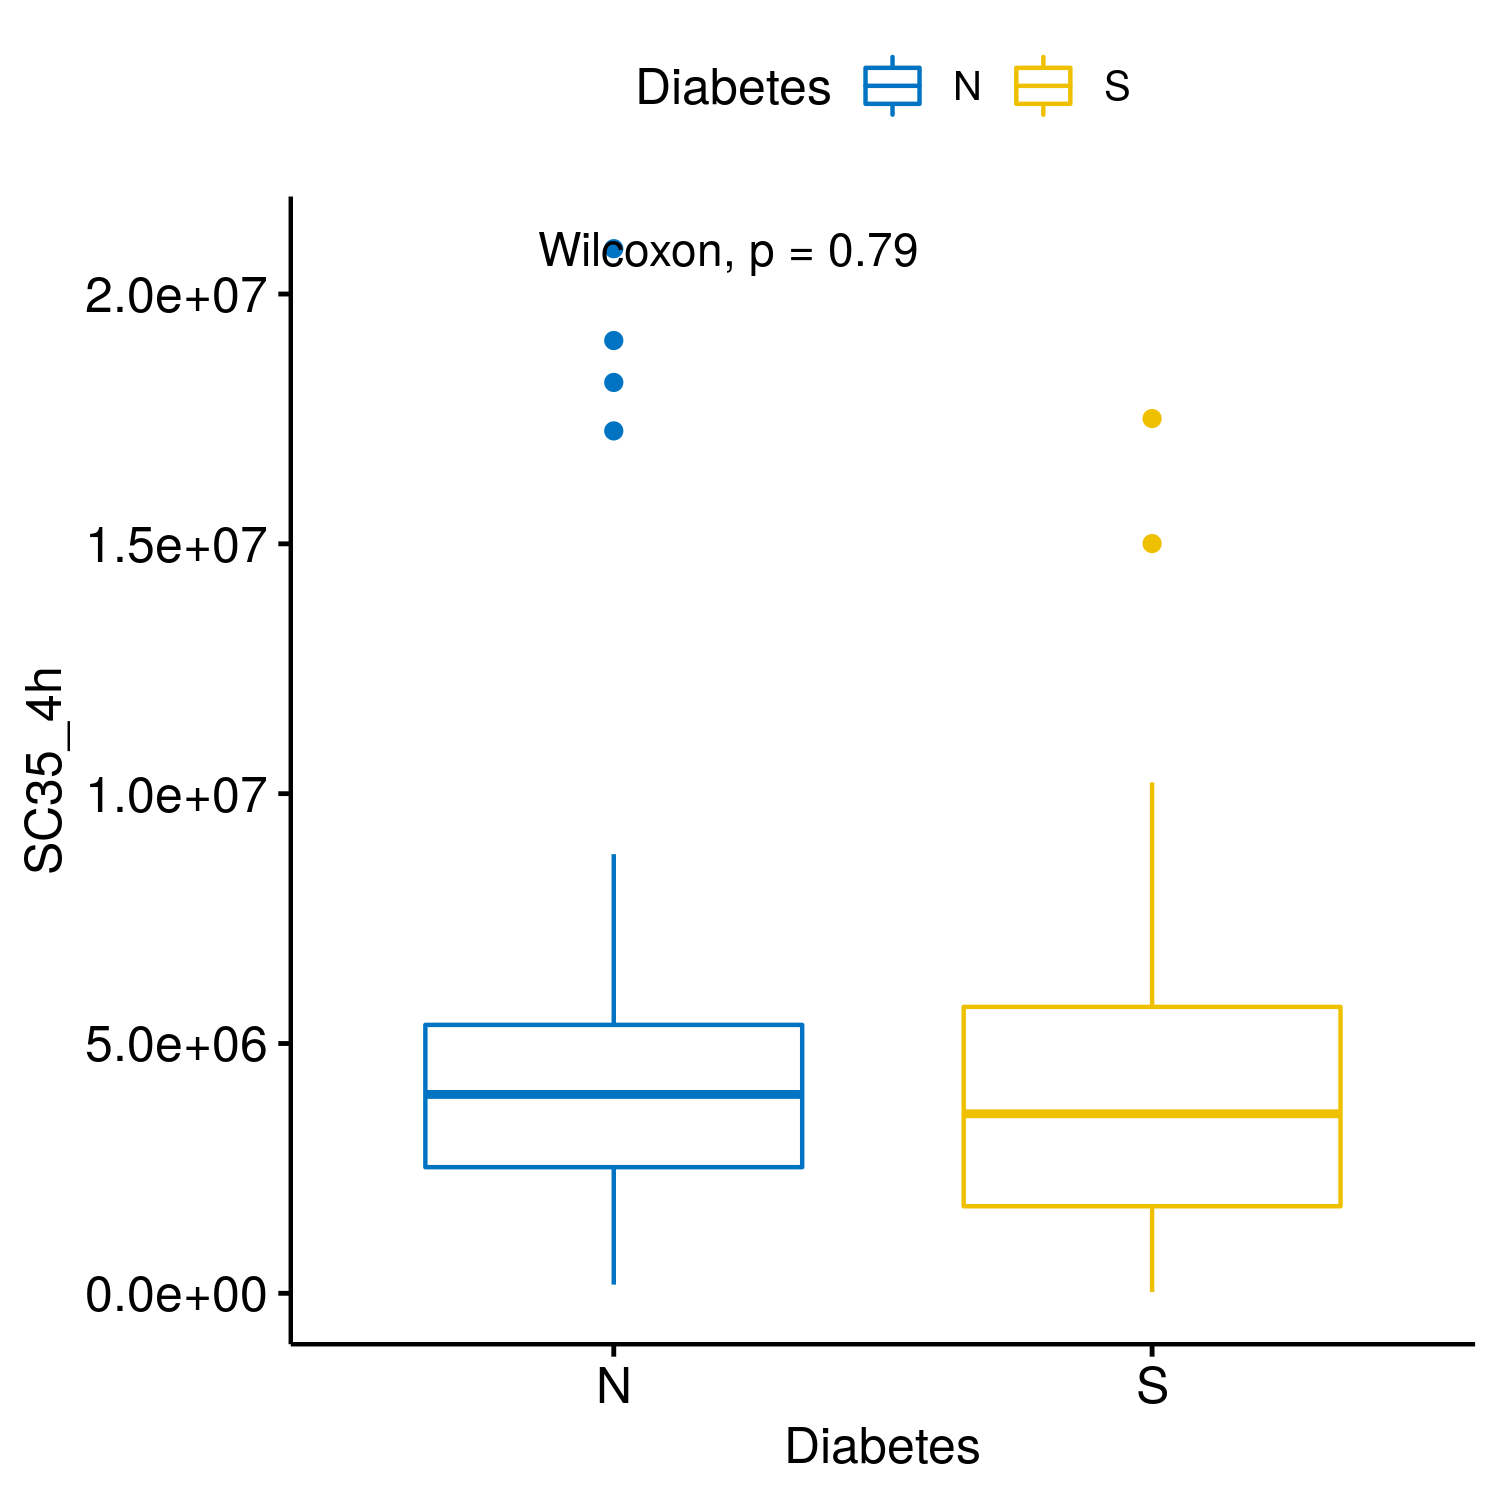 Diabetes N S
Wilcoxon, p = 0.79
2.0e+07
1.5e+07
1.0e+07
5.0e+06
0.0e+00
SC35_4h
N S
Diabetes